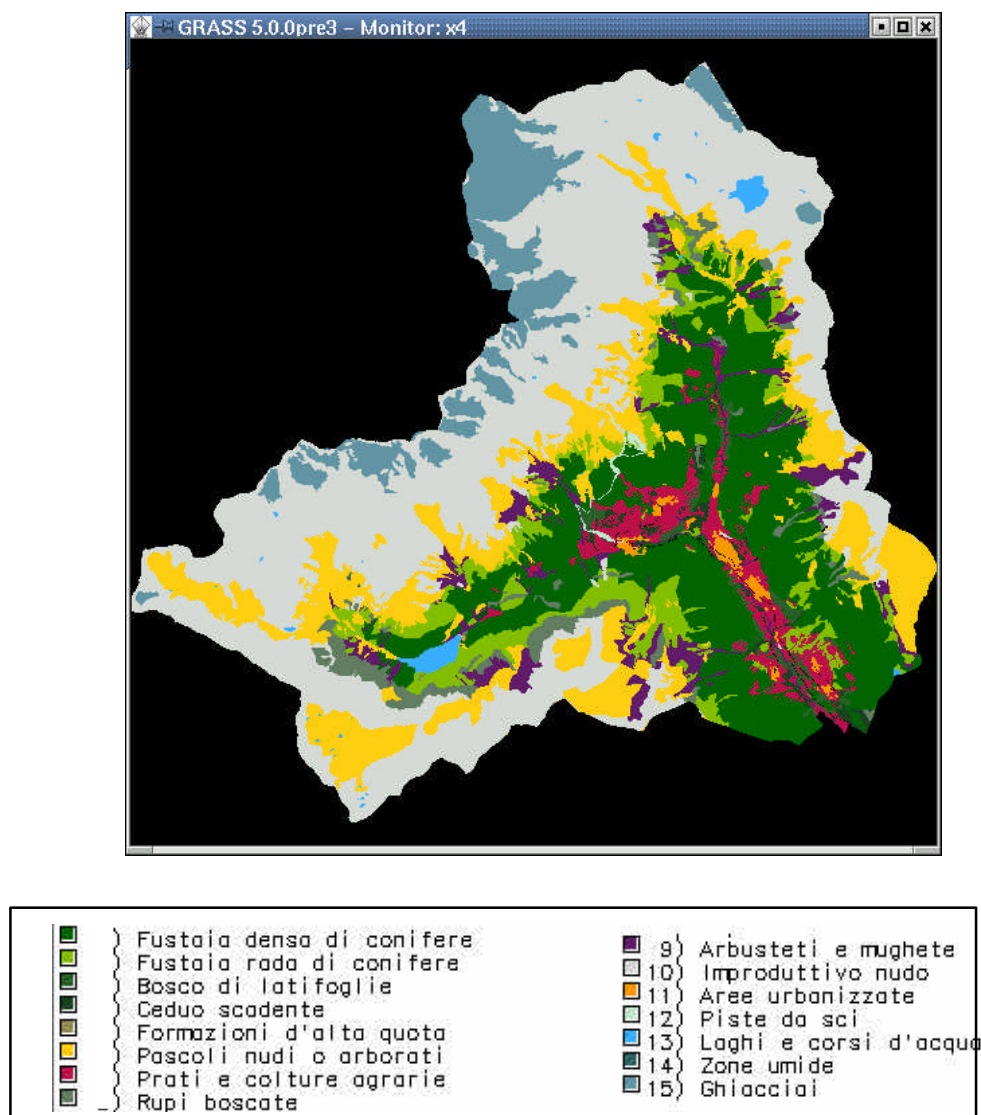 GRASS 5.0.0pre3 – Monitor: x4
) Fustaia densa di conifere
) Fustaia rada di conifere
) Bosco di latifoglie
) Ceduo scadente
) Formazioni d'alta quota
) Pascoli nudi o arborati
) Prati e colture agrarie
) Rupi boscate
9) Arbusteti e mughete
10) Improduttivo nudo
11) Aree urbanizzate
12) Piste da sci
13) Laghi e corsi d'acqua
14) Zone umide
15) Ghiacciai